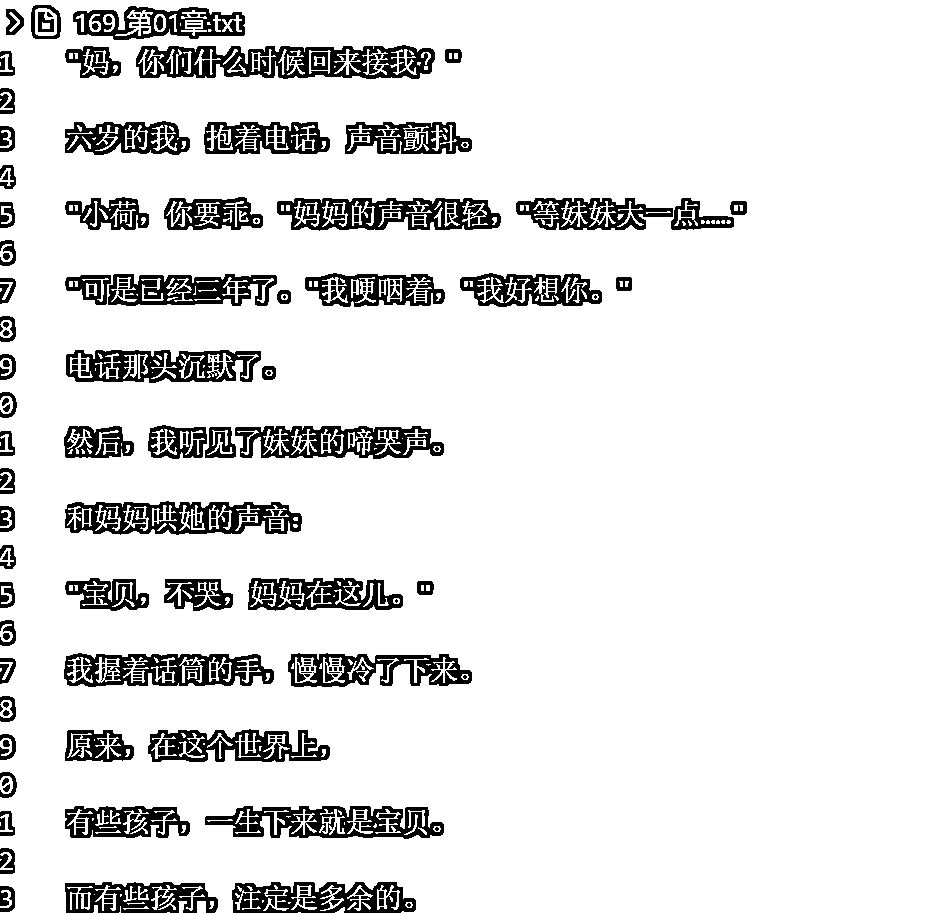 169_第01章.txt
1 "妈，你们什么时候回来接我？"
2
3 六岁的我，抱着电话，声音颤抖。
4
5 "小荷，你要乖。"妈妈的声音很轻，"等妹妹大一点……"
6
7 "可是已经三年了。"我哽咽着，"我好想你。"
8
9 电话那头沉默了。
0
1 然后，我听见了妹妹的啼哭声。
2
3 和妈妈哄她的声音：
4
5 "宝贝，不哭，妈妈在这儿。"
6
7 我握着话筒的手，慢慢冷了下来。
8
9 原来，在这个世界上，
0
1 有些孩子，一生下来就是宝贝。
2
3 而有些孩子，注定是多余的。